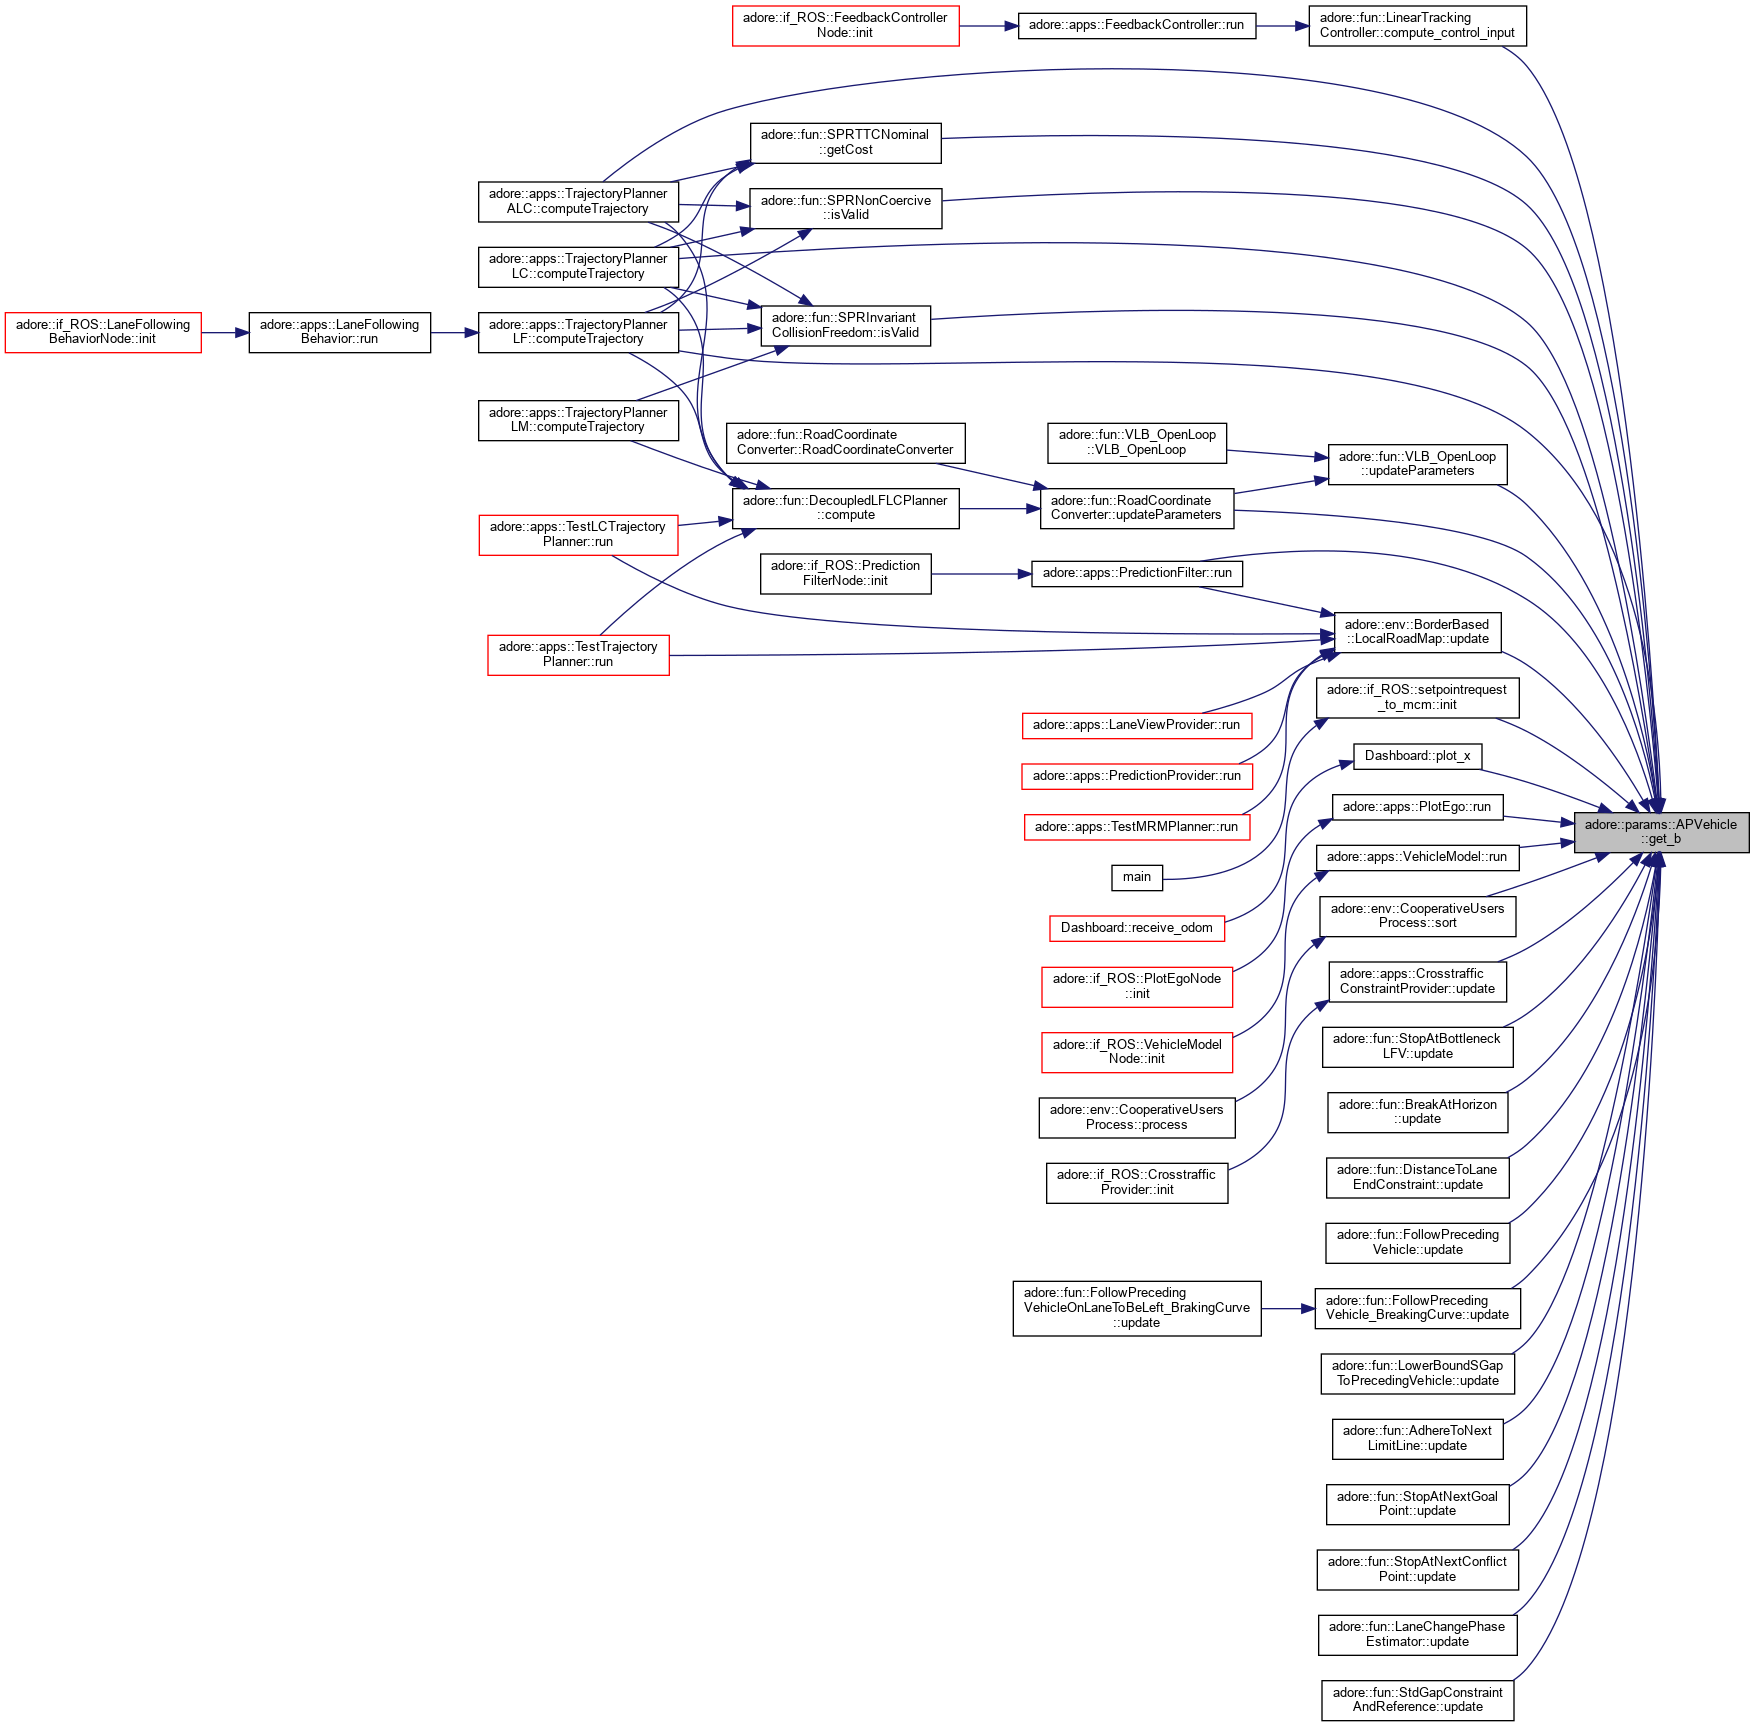 adore::if_ROS::FeedbackController
Node::init
adore::apps::FeedbackController::run
adore::fun::LinearTracking
Controller::compute_control_input
adore::fun::SPRTTCNominal
::getCost
adore::apps::TrajectoryPlanner
ALC::computeTrajectory
adore::fun::SPRNonCoercive
::isValid
adore::apps::TrajectoryPlanner
LC::computeTrajectory
adore::if_ROS::LaneFollowing
BehaviorNode::init
adore::apps::LaneFollowing
Behavior::run
adore::apps::TrajectoryPlanner
LF::computeTrajectory
adore::fun::SPRInvariant
CollisionFreedom::isValid
adore::apps::TrajectoryPlanner
LM::computeTrajectory
adore::fun::RoadCoordinate
Converter::RoadCoordinateConverter
adore::fun::VLB_OpenLoop
::VLB_OpenLoop
adore::fun::VLB_OpenLoop
::updateParameters
adore::fun::DecoupledLFLCPlanner
::compute
adore::fun::RoadCoordinate
Converter::updateParameters
adore::apps::TestLCTrajectory
Planner::run
adore::if_ROS::Prediction
FilterNode::init
adore::apps::PredictionFilter::run
adore::env::BorderBased
::LocalRoadMap::update
adore::apps::TestTrajectory
Planner::run
adore::if_ROS::setpointrequest
_to_mcm::init
adore::apps::LaneViewProvider::run
Dashboard::plot_x
adore::apps::PredictionProvider::run
adore::apps::PlotEgo::run
adore::apps::TestMRMPlanner::run
adore::params::APVehicle
::get_b
adore::apps::VehicleModel::run
main
adore::env::CooperativeUsers
Process::sort
Dashboard::receive_odom
adore::if_ROS::PlotEgoNode
::init
adore::apps::Crosstraffic
ConstraintProvider::update
adore::if_ROS::VehicleModel
Node::init
adore::fun::StopAtBottleneck
LFV::update
adore::env::CooperativeUsers
Process::process
adore::fun::BreakAtHorizon
::update
adore::if_ROS::Crosstraffic
Provider::init
adore::fun::DistanceToLane
EndConstraint::update
adore::fun::FollowPreceding
Vehicle::update
adore::fun::FollowPreceding
VehicleOnLaneToBeLeft_BrakingCurve
::update
adore::fun::FollowPreceding
Vehicle_BreakingCurve::update
adore::fun::LowerBoundSGap
ToPrecedingVehicle::update
adore::fun::AdhereToNext
LimitLine::update
adore::fun::StopAtNextGoal
Point::update
adore::fun::StopAtNextConflict
Point::update
adore::fun::LaneChangePhase
Estimator::update
adore::fun::StdGapConstraint
AndReference::update